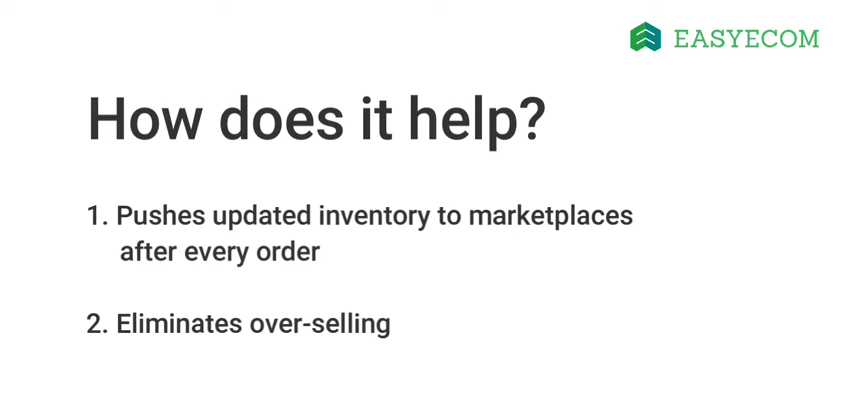 EASYECOM
How does it help?
1. Pushes updated inventory to marketplaces
after every order
2. Eliminates over-selling